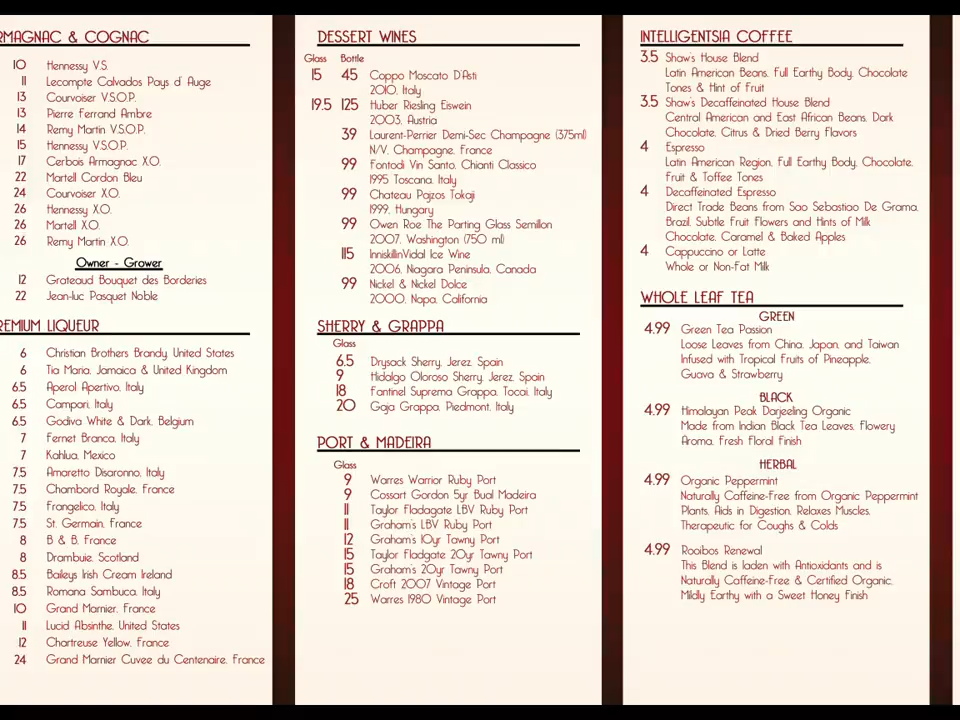 RMAGNAC & COGNAC
10 Hennessy V.S.
11 Lecompte Calvados Pays d' Auge
13 Courvoiser V.S.O.P.
13 Pierre Ferrand Ambre
14 Remy Martin V.S.O.P.
15 Hennessy V.S.O.P.
17 Cerbois Armagnac X.O.
22 Martell Cordon Bleu
24 Courvoiser X.O.
26 Hennessy X.O.
26 Martell X.O.
26 Remy Martin X.O.
Owner - Grower
12 Grateaud Bouquet des Borderies
22 Jean-luc Pasquet Noble
REMIUM LIQUEUR
6 Christian Brothers Brandy, United States
6 Tia Maria, Jamaica & United Kingdom
6.5 Aperol Apertivo, Italy
6.5 Campari, Italy
6.5 Godiva White & Dark, Belgium
7 Fernet Branca, Italy
7 Kahlua, Mexico
7.5 Amaretto Disaronno, Italy
7.5 Chambord Royale, France
7.5 Frangelico, Italy
7.5 St. Germain, France
8 B & B, France
8 Drambuie, Scotland
8.5 Baileys Irish Cream Ireland
8.5 Romana Sambuca, Italy
10 Grand Marnier, France
11 Lucid Absinthe, United States
12 Chartreuse Yellow, France
24 Grand Marnier Cuvee du Centenaire, France
DESSERT WINES
Glass Bottle
15 45 Coppo Moscato D'Asti
2010, Italy
19.5 125 Huber Riesling Eiswein
2003, Austria
39 Laurent-Perrier Demi-Sec Champagne (375ml)
N/V, Champagne, France
99 Fontodi Vin Santo, Chianti Classico
1995 Toscana, Italy
99 Chateau Pajzos Tokaji
1999, Hungary
99 Owen Roe The Parting Glass Semillon
2007, Washington (750 ml)
115 InniskillinVidal Ice Wine
2006, Niagara Peninsula, Canada
99 Nickel & Nickel Dolce
2000, Napa, California
SHERRY & GRAPPA
Glass
6.5 Drysack Sherry, Jerez, Spain
9 Hidalgo Oloroso Sherry, Jerez, Spain
18 Fantinel Suprema Grappa, Tocai, Italy
20 Gaja Grappa, Piedmont, Italy
PORT & MADEIRA
Glass
9 Warres Warrior Ruby Port
9 Cossart Gordon 5yr Bual Madeira
11 Taylor Fladagate LBV Ruby Port
11 Graham's LBV Ruby Port
12 Graham's 10yr Tawny Port
15 Taylor Fladgate 20yr Tawny Port
15 Graham's 20yr Tawny Port
18 Croft 2007 Vintage Port
25 Warres 1980 Vintage Port
INTELLIGENTSIA COFFEE
3.5 Shaw's House Blend
Latin American Beans, Full Earthy Body, Chocolate
Tones & Hint of Fruit
3.5 Shaw's Decaffeinated House Blend
Central American and East African Beans, Dark
Chocolate, Citrus & Dried Berry Flavors
4 Espresso
Latin American Region, Full Earthy Body, Chocolate,
Fruit & Toffee Tones
4 Decaffeinated Espresso
Direct Trade Beans from Sao Sebastiao De Grama,
Brazil, Subtle Fruit Flowers and Hints of Milk
Chocolate, Caramel & Baked Apples
4 Cappuccino or Latte
Whole or Non-Fat Milk
WHOLE LEAF TEA
GREEN
4.99 Green Tea Passion
Loose Leaves from China, Japan, and Taiwan
Infused with Tropical Fruits of Pineapple,
Guava & Strawberry
BLACK
4.99 Himalayan Peak Darjeeling Organic
Made from Indian Black Tea Leaves, Flowery
Aroma, Fresh Floral Finish
HERBAL
4.99 Organic Peppermint
Naturally Caffeine-Free from Organic Peppermint
Plants, Aids in Digestion, Relaxes Muscles,
Therapeutic for Coughs & Colds
4.99 Rooibos Renewal
This Blend is laden with Antioxidants and is
Naturally Caffeine-Free & Certified Organic,
Mildly Earthy with a Sweet Honey Finish